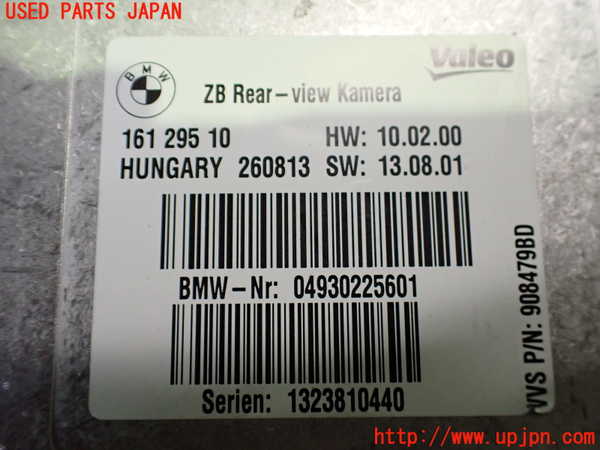 USED PARTS JAPAN
BMW
Valeo
ZB Rear-view Kamera
161 295 10 HW: 10.02.00
HUNGARY 260813 SW: 13.08.01
BMW-Nr: 04930225601
Serien: 1323810440
VVS P/N: 908479BD
http://www.upjpn.com